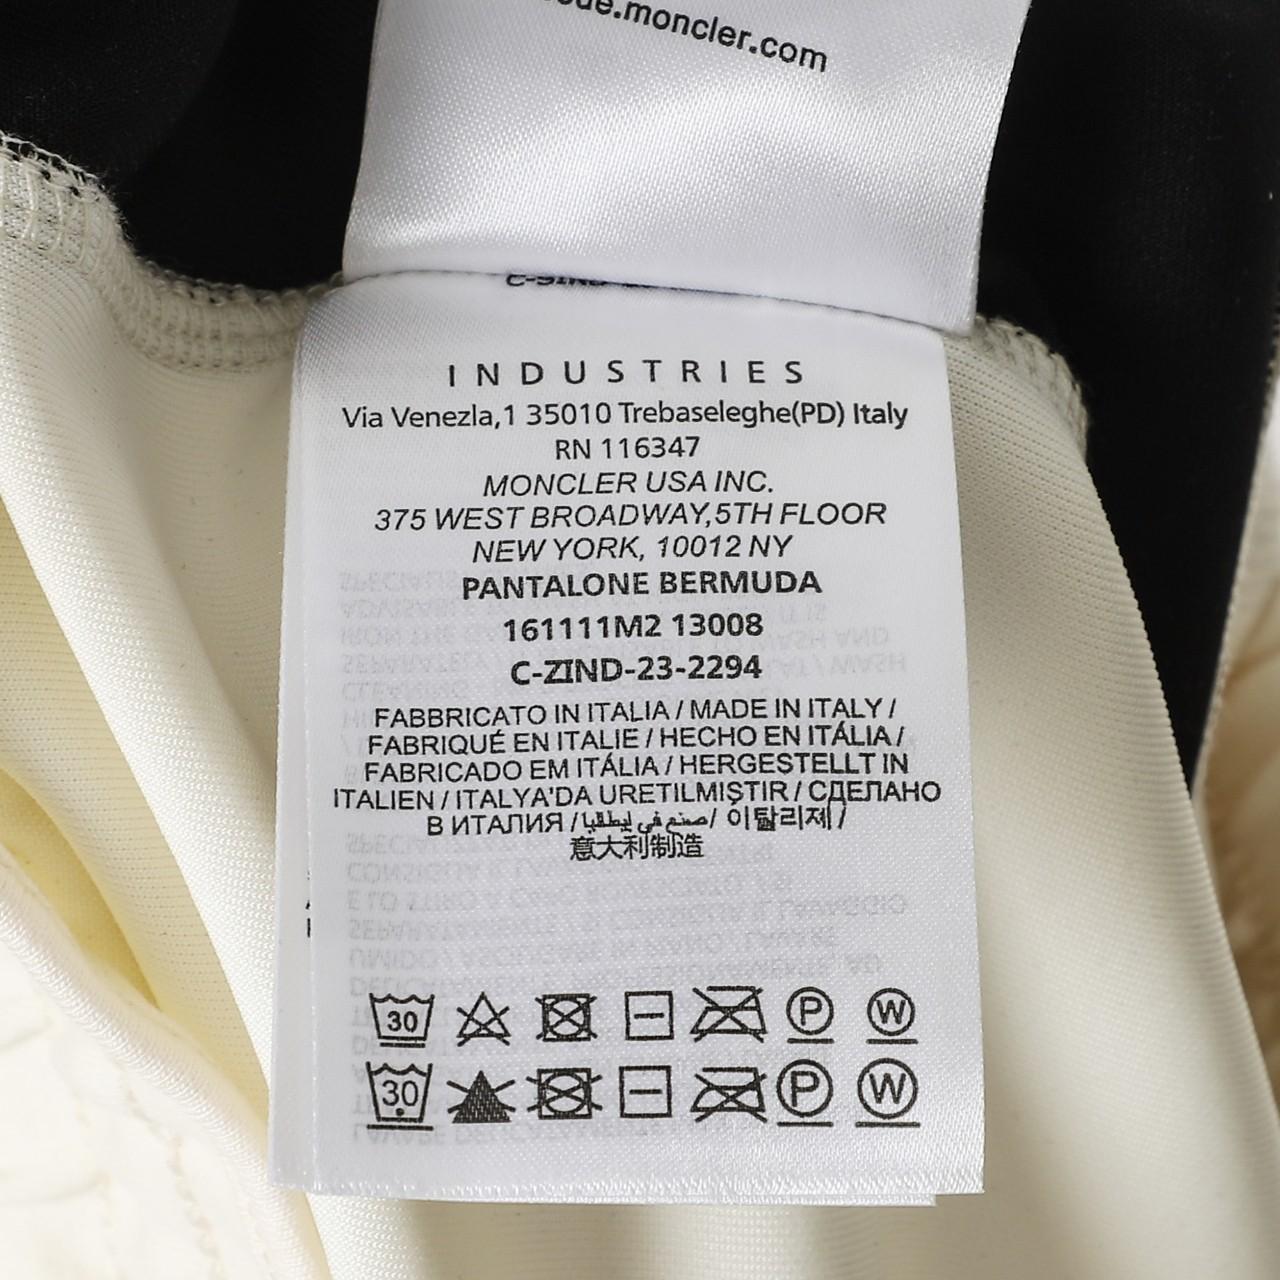 code.moncler.com
INDUSTRIES
Via Venezla,1 35010 Trebaseleghe(PD) Italy
RN 116347
MONCLER USA INC.
375 WEST BROADWAY,5TH FLOOR
NEW YORK, 10012 NY
PANTALONE BERMUDA
161111M2 13008
C-ZIND-23-2294
FABBRICATO IN ITALIA / MADE IN ITALY /
FABRIQUÉ EN ITALIE / HECHO EN ITÁLIA /
FABRICADO EM ITÁLIA / HERGESTELLT IN
ITALIEN / ITALYA'DA URETILMIŞTIR / СДЕЛАНО
В ИТАЛИЯ / صنع في إيطاليا / 이탈리제 /
意大利制造
30 P W
30 P W